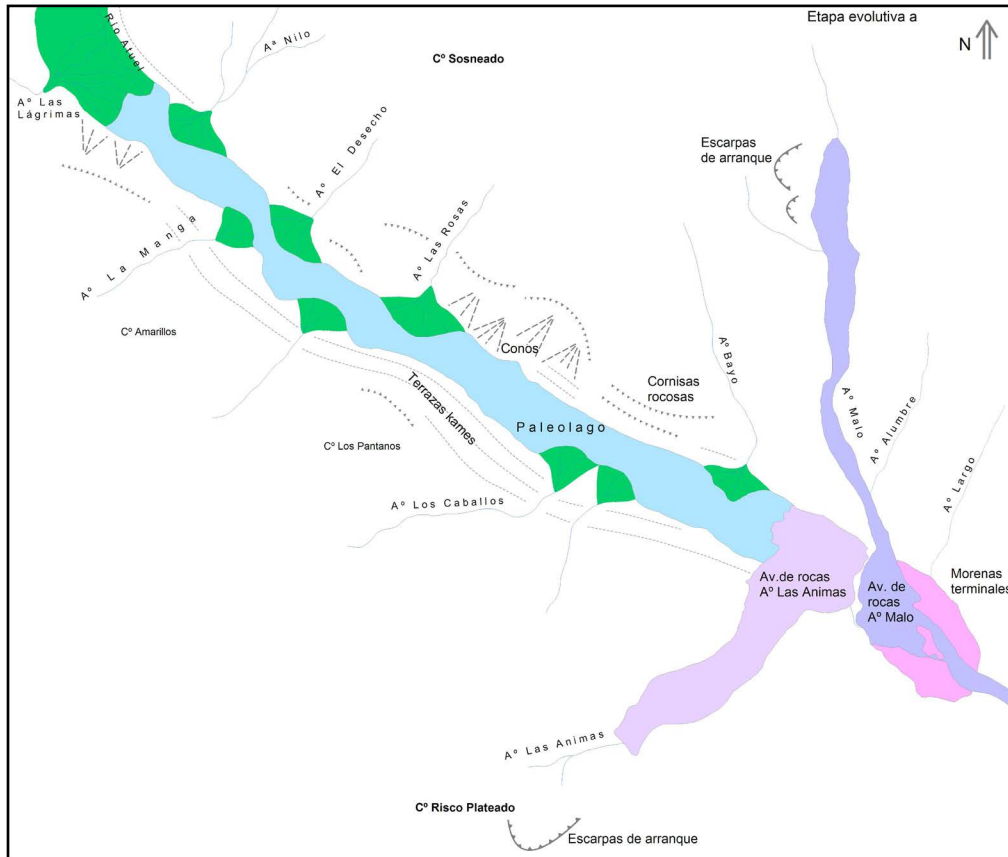 Etapa evolutiva a
N
Río Atuel
Aº Nilo
Cº Sosneado
Aº Las
Lágrimas
Aº El Desecho
Escarpas
de arranque
Aº Las Rosas
Aº La Manga
Cº Amarillos
Conos
Aº Bayo
Cornisas
rocosas
Terrazas kames
Aº Malo
Aº Alumbre
Paleolago
Cº Los Pantanos
Aº Largo
Aº Los Caballos
Av.de rocas
Aº Las Animas
Av. de
rocas
Aº Malo
Morenas
terminales
Aº Las Animas
Cº Risco Plateado
Escarpas de arranque